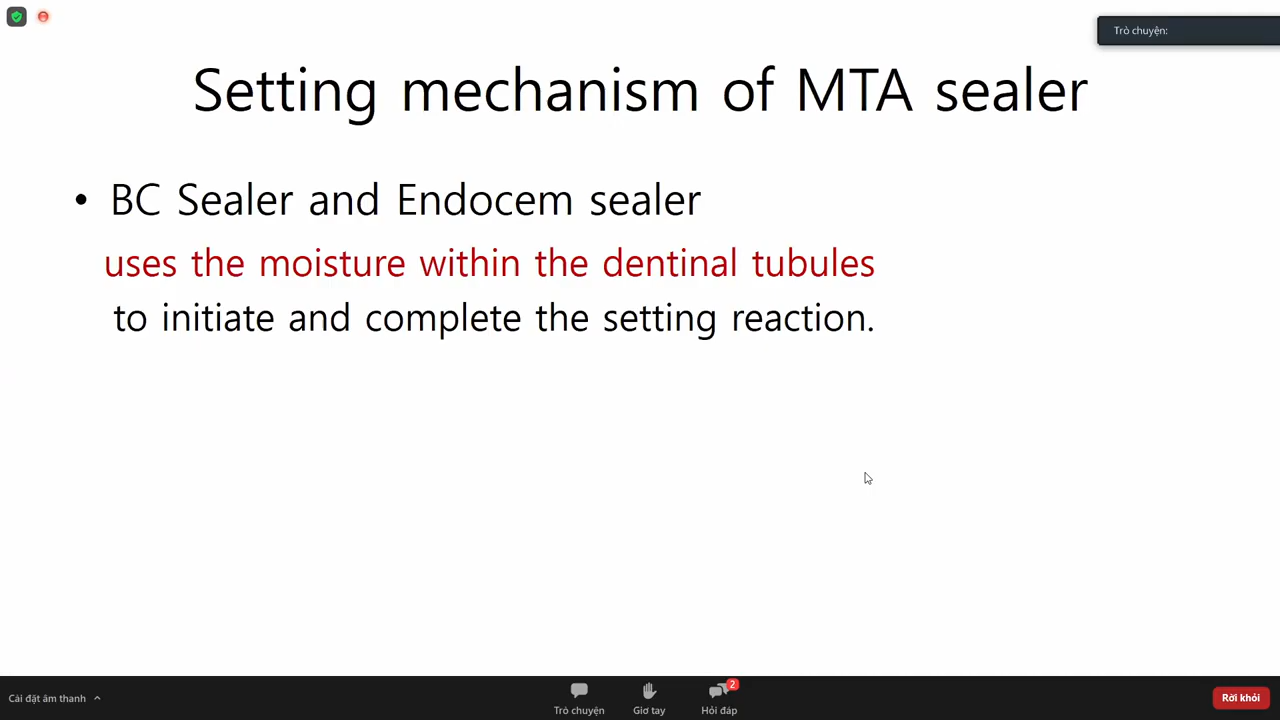 Trò chuyện:
Setting mechanism of MTA sealer
• BC Sealer and Endocem sealer
uses the moisture within the dentinal tubules
to initiate and complete the setting reaction.
Cài đặt âm thanh
Trò chuyện
Giơ tay
2
Hỏi đáp
Rời khỏi